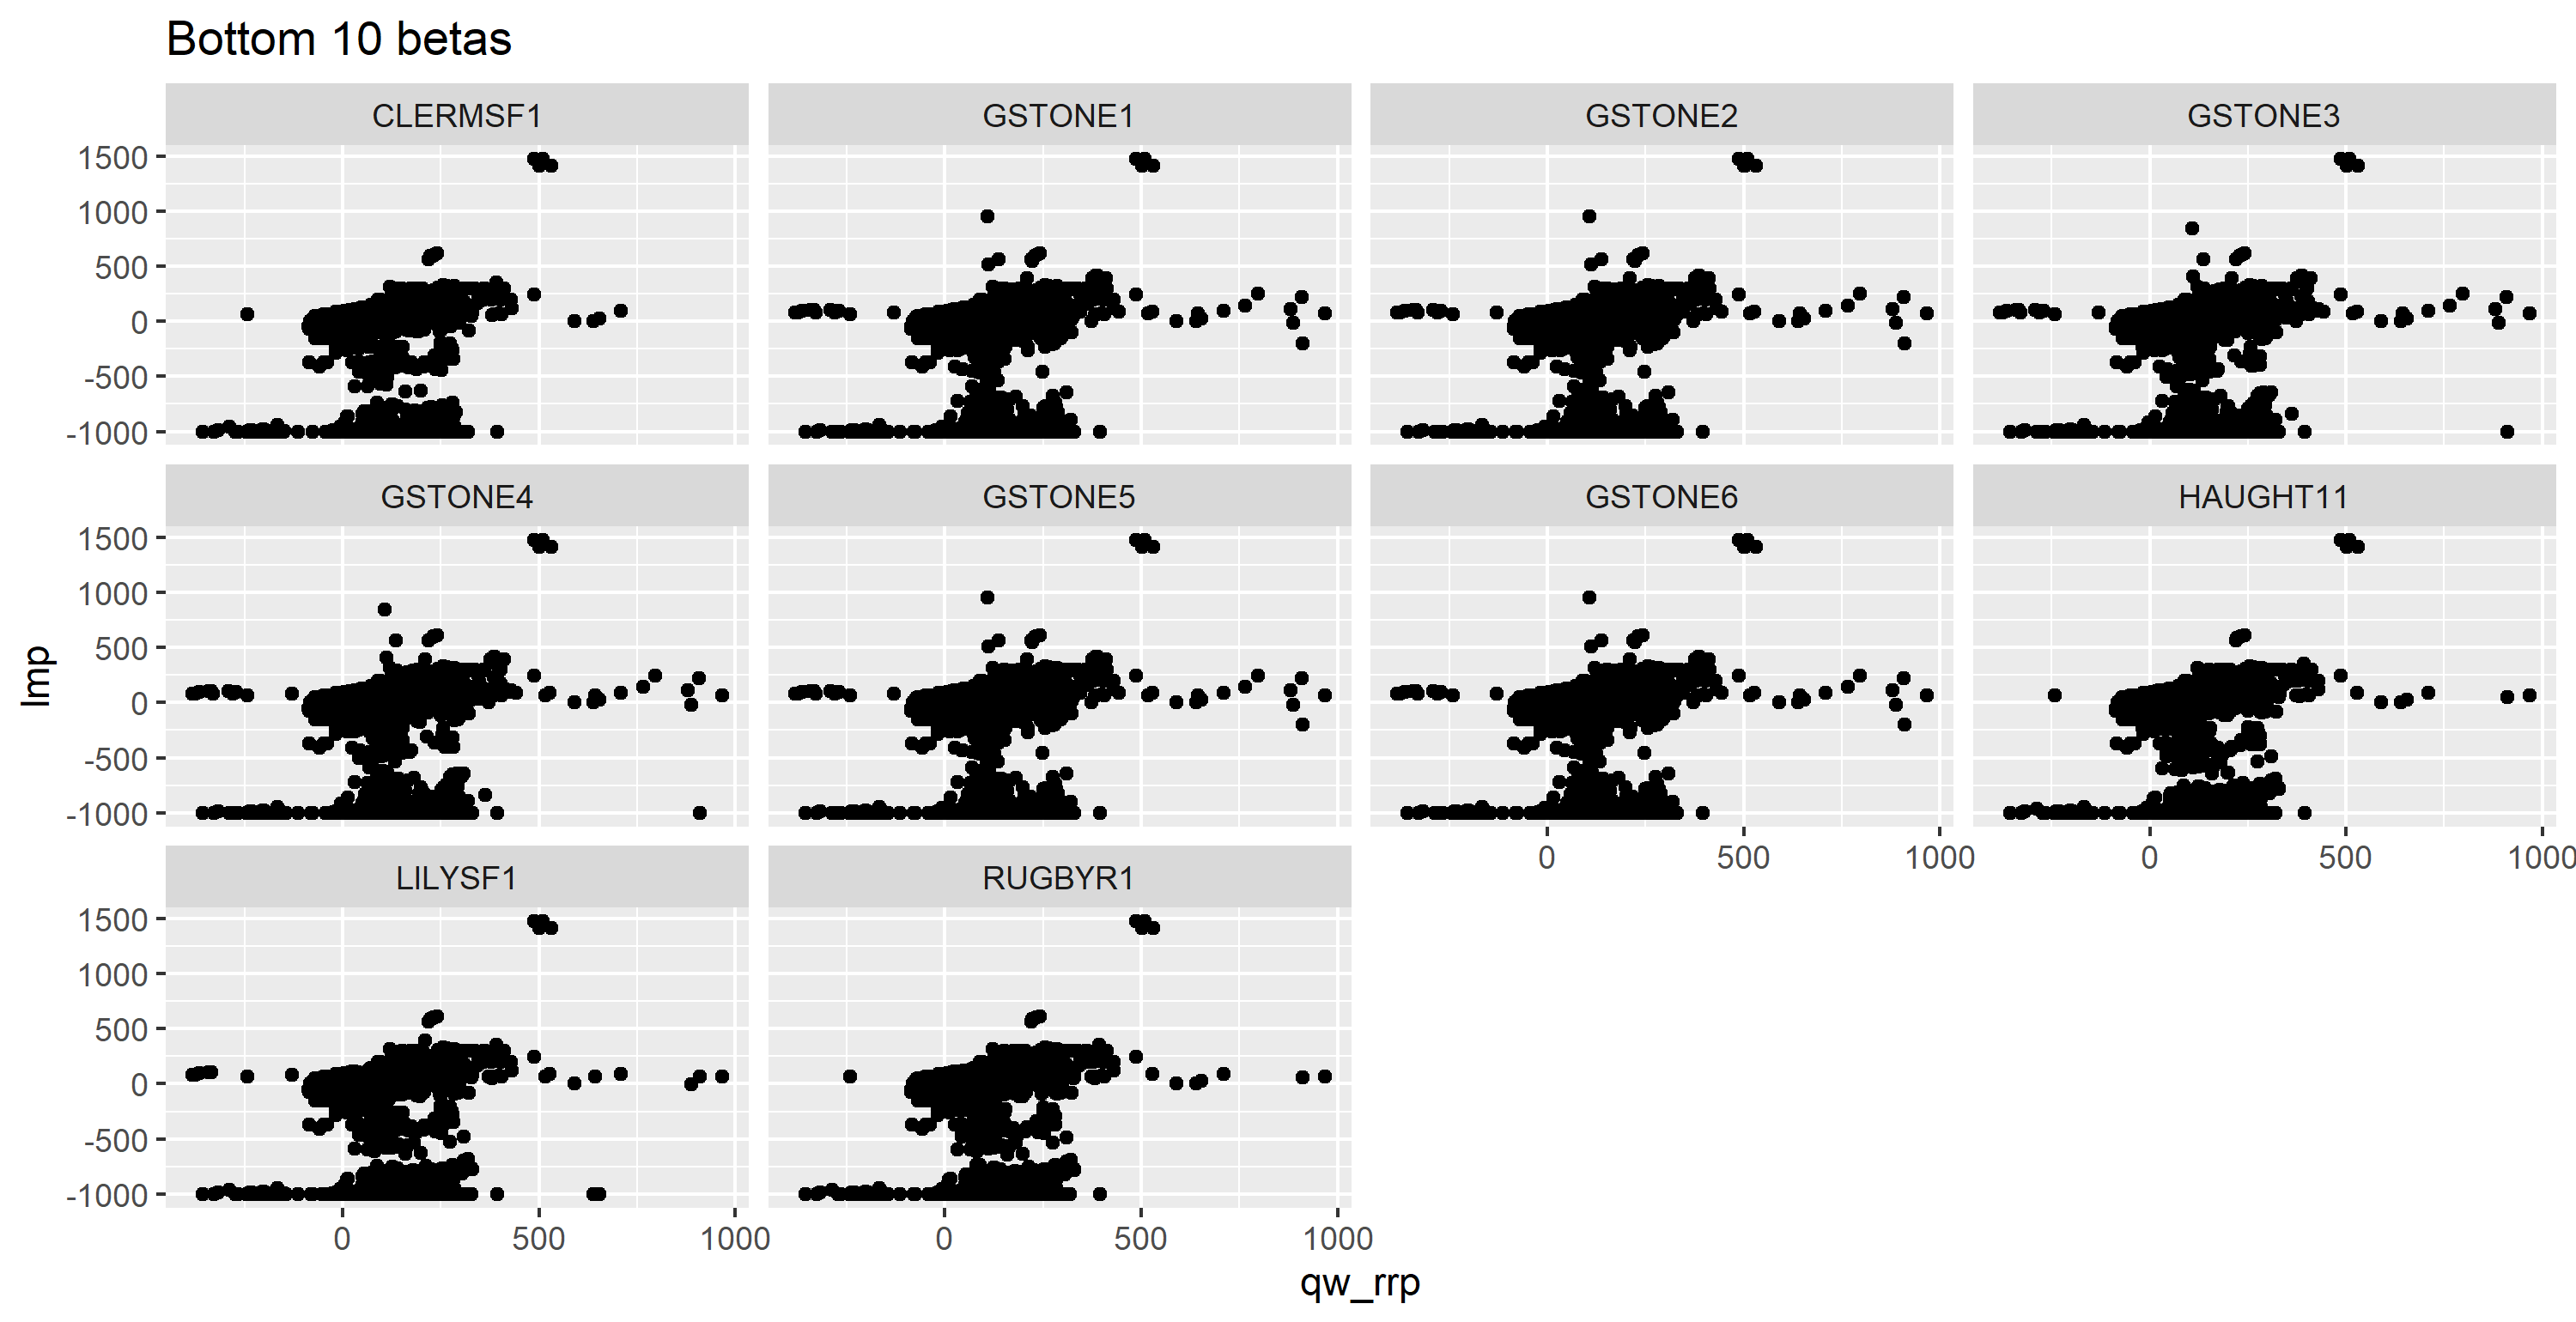 Bottom 10 betas
CLERMSF1 GSTONE1 GSTONE2 GSTONE3
1500
1000
500
0
-500
-1000
GSTONE4 GSTONE5 GSTONE6 HAUGHT11
1500
1000
500
0
-500
-1000
0 500 1000 0 500 1000
LILYSF1 RUGBYR1
1500
1000
500
0
-500
-1000
0 500 1000 0 500 1000
lmp
qw_rrp